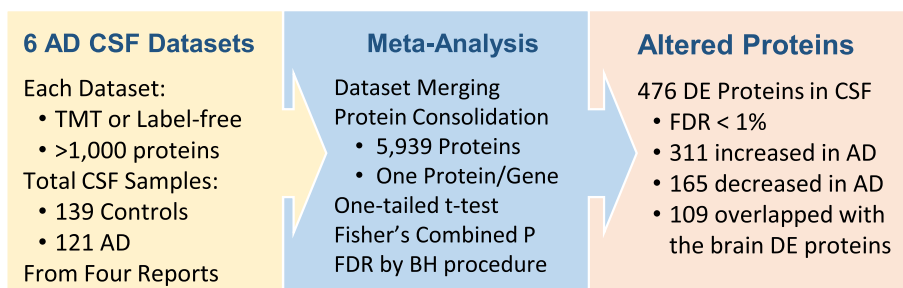 6 AD CSF Datasets
Each Dataset:
• TMT or Label-free
• >1,000 proteins
Total CSF Samples:
• 139 Controls
• 121 AD
From Four Reports
Meta-Analysis
Dataset Merging
Protein Consolidation
• 5,939 Proteins
• One Protein/Gene
One-tailed t-test
Fisher's Combined P
FDR by BH procedure
Altered Proteins
476 DE Proteins in CSF
• FDR < 1%
• 311 increased in AD
• 165 decreased in AD
• 109 overlapped with
the brain DE proteins